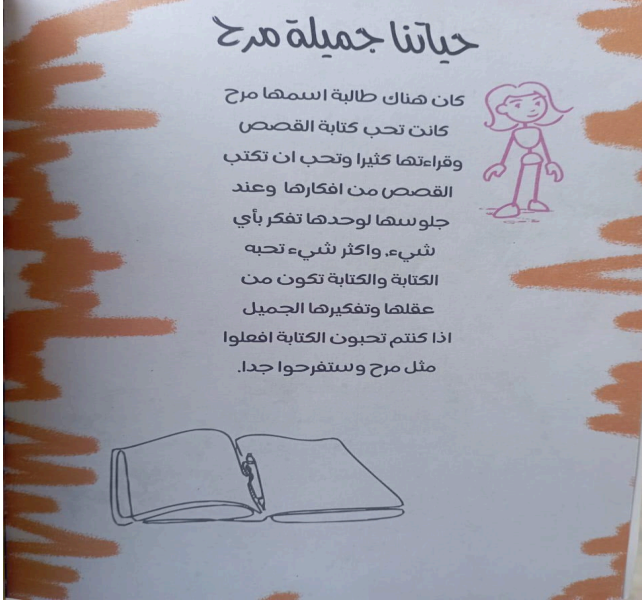 حياتنا جميلة مرح
كان هناك طالبة اسمها مرح
كانت تحب كتابة القصص
وقراءتها كثيرا وتحب ان تكتب
القصص من افكارها وعند
جلوسها لوحدها تفكر بأي
شيء، واكثر شيء تحبه
الكتابة والكتابة تكون من
عقلها وتفكيرها الجميل
اذا كنتم تحبون الكتابة افعلوا
مثل مرح وستفرحوا جدا.